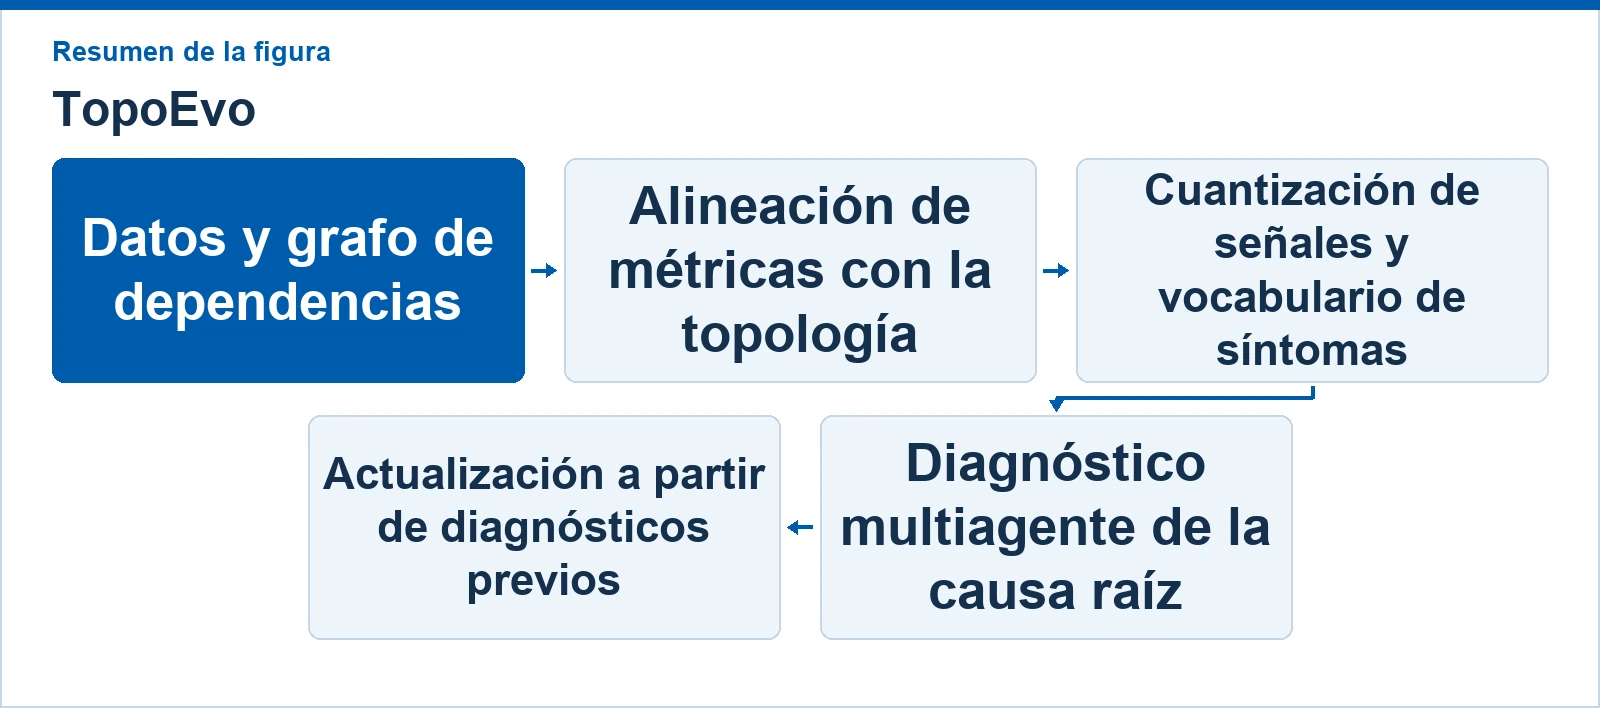 Resumen de la figura
TopoEvo
Datos y grafo de
dependencias
Alineación de
métricas con la
topología
Cuantización de
señales y
vocabulario de
síntomas
Diagnóstico
multiagente de la
causa raíz
Actualización a partir
de diagnósticos
previos